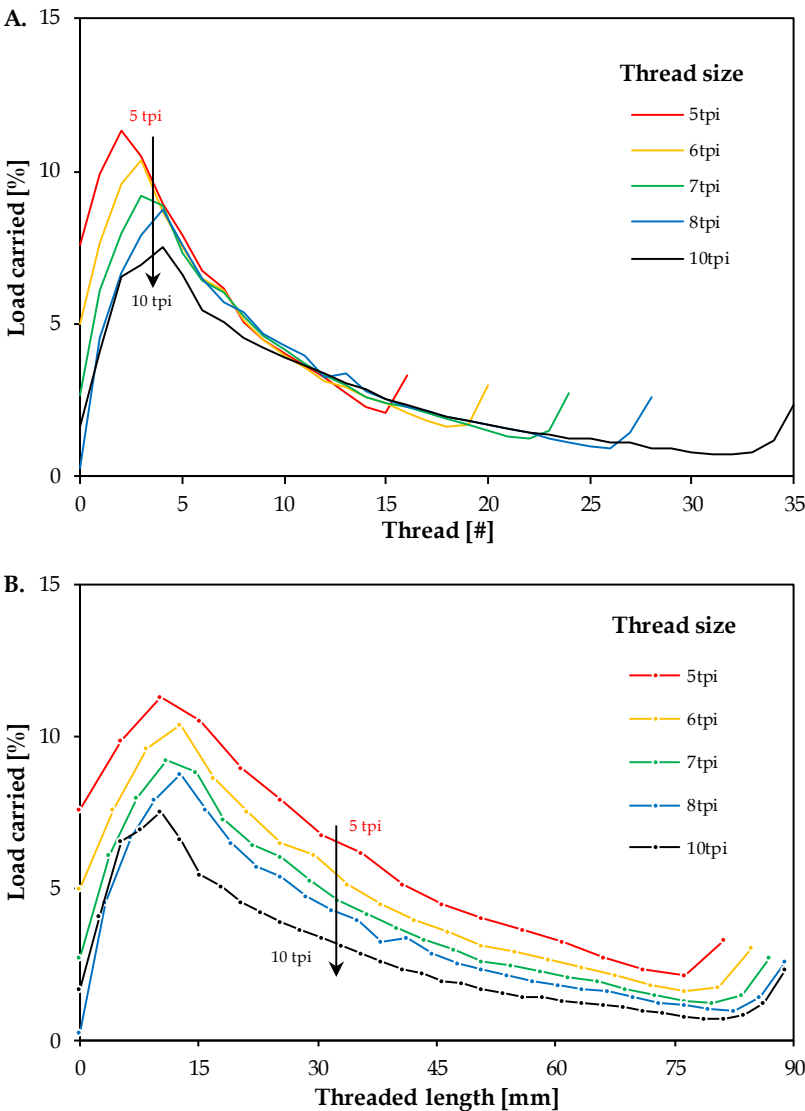 A.
15
10
5
0
Load carried [%]
5 tpi
10 tpi
Thread size
5tpi
6tpi
7tpi
8tpi
10tpi
0 5 10 15 20 25 30 35
Thread [#]
B.
15
10
5
0
Load carried [%]
Thread size
5tpi
6tpi
7tpi
8tpi
10tpi
5 tpi
10 tpi
0 15 30 45 60 75 90
Threaded length [mm]